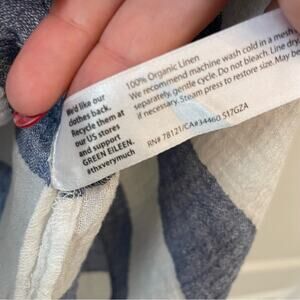 We'd like our
clothes back.
Recycle them at
our US stores
and support
GREEN EILEEN.
#thxverymuch
100% Organic Linen
We recommend machine wash cold in a mesh
separately, gentle cycle. Do not bleach. Line dry
if necessary. Steam press to restore size. May be
RN# 78121/CA#34460 S17GZA